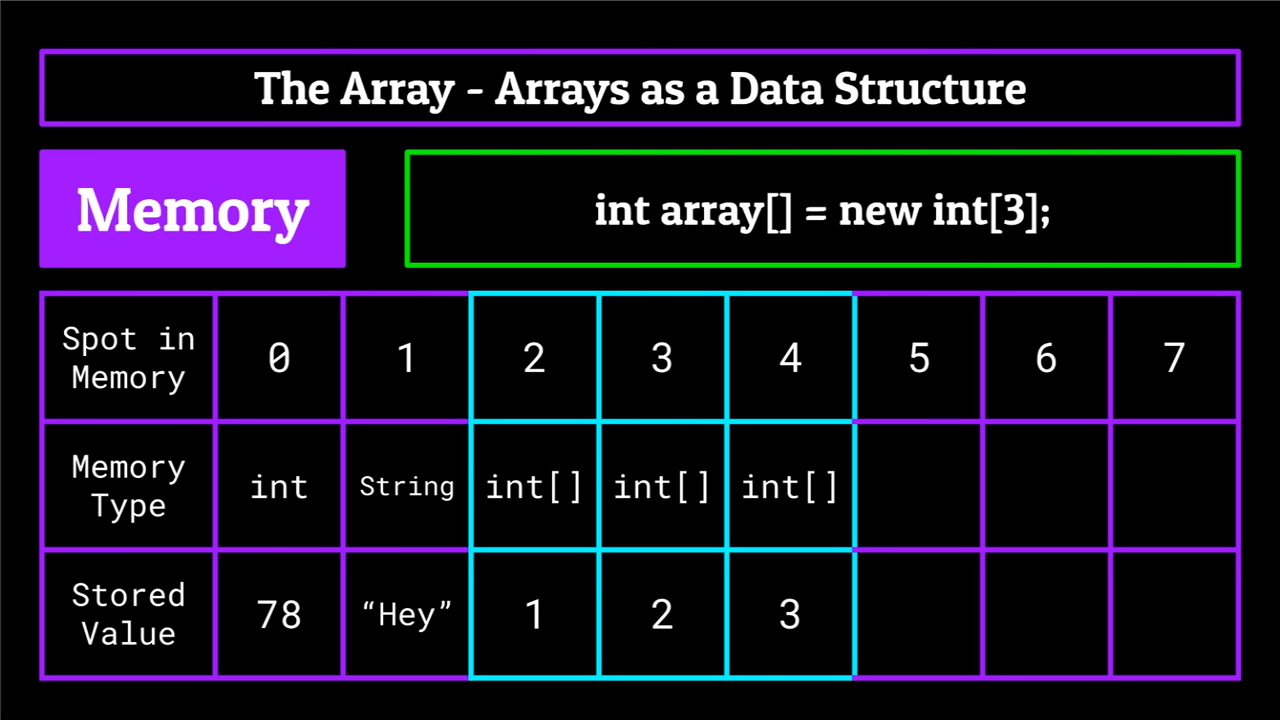 The Array - Arrays as a Data Structure
Memory
int array[] = new int[3];
Spot in
Memory
0 1 2 3 4 5 6 7
Memory
Type
int String int[] int[] int[]
Stored
Value
78 “Hey” 1 2 3